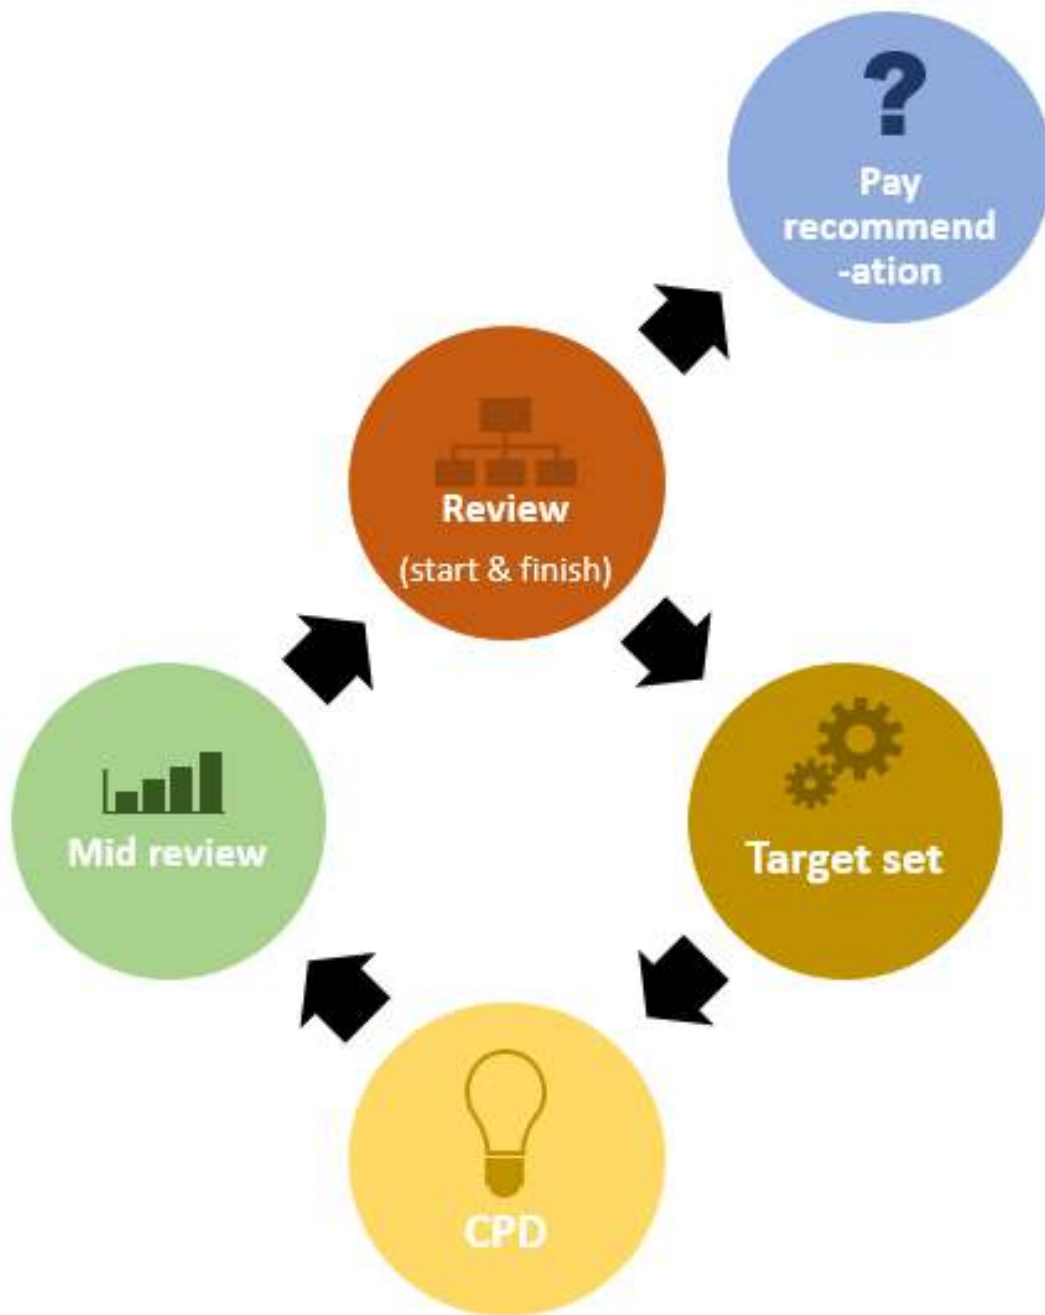 ?
Pay
recommend
-ation
Review
(start & finish)
Mid review
Target set
CPD